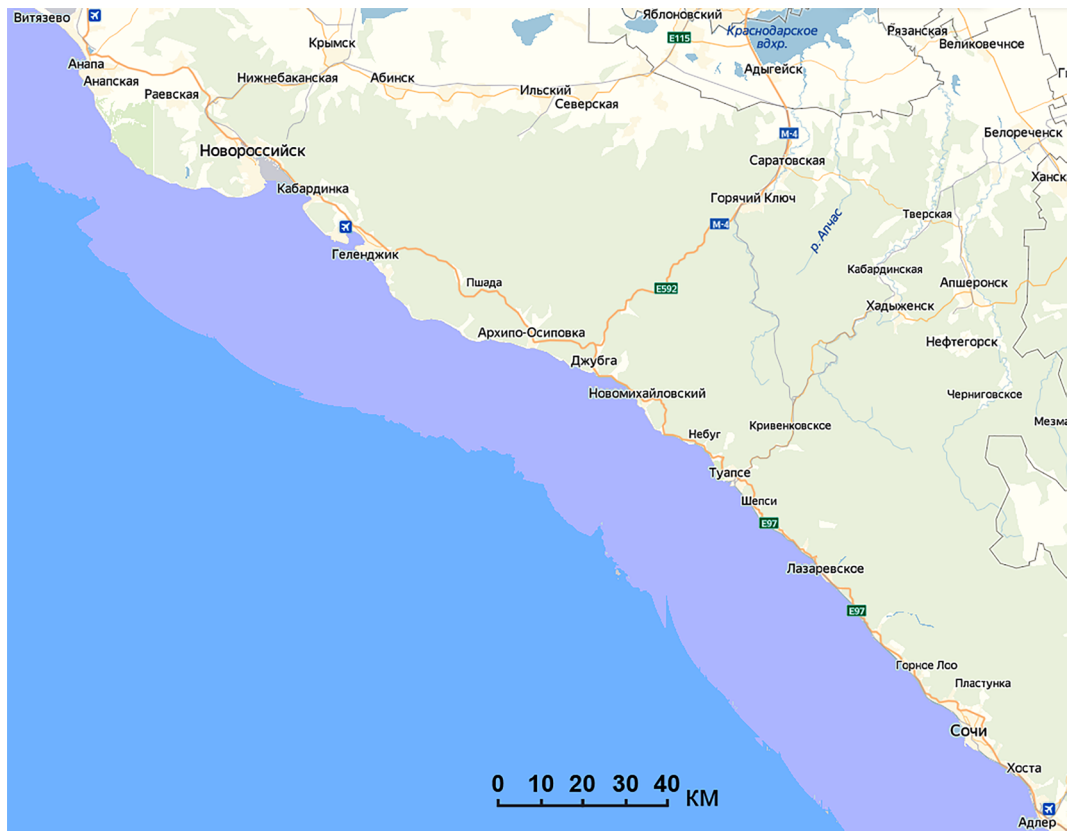 Витязево
Яблоновский
Краснодарское
вдхр.
Рязанская
Великовечное
E115
Крымск
Анапа
Анапская
Раевская
Нижнебаканская
Абинск
Ильский
Северская
Адыгейск
Белореченск
М-4
Новороссийск
Саратовская
Ханск
Кабардинка
Горячий Ключ
М-4
р. Апчас
Тверская
Геленджик
Пшада
E592
Кабардинская
Апшеронск
Хадыженск
Архипо-Осиповка
Джубга
Нефтегорск
Новомихайловский
Черниговское
Небуг
Кривенковское
Мезма
Туапсе
Шепси
E97
Лазаревское
E97
Горное Лоо
Пластунка
Сочи
Хоста
0 10 20 30 40
КМ
Адлер